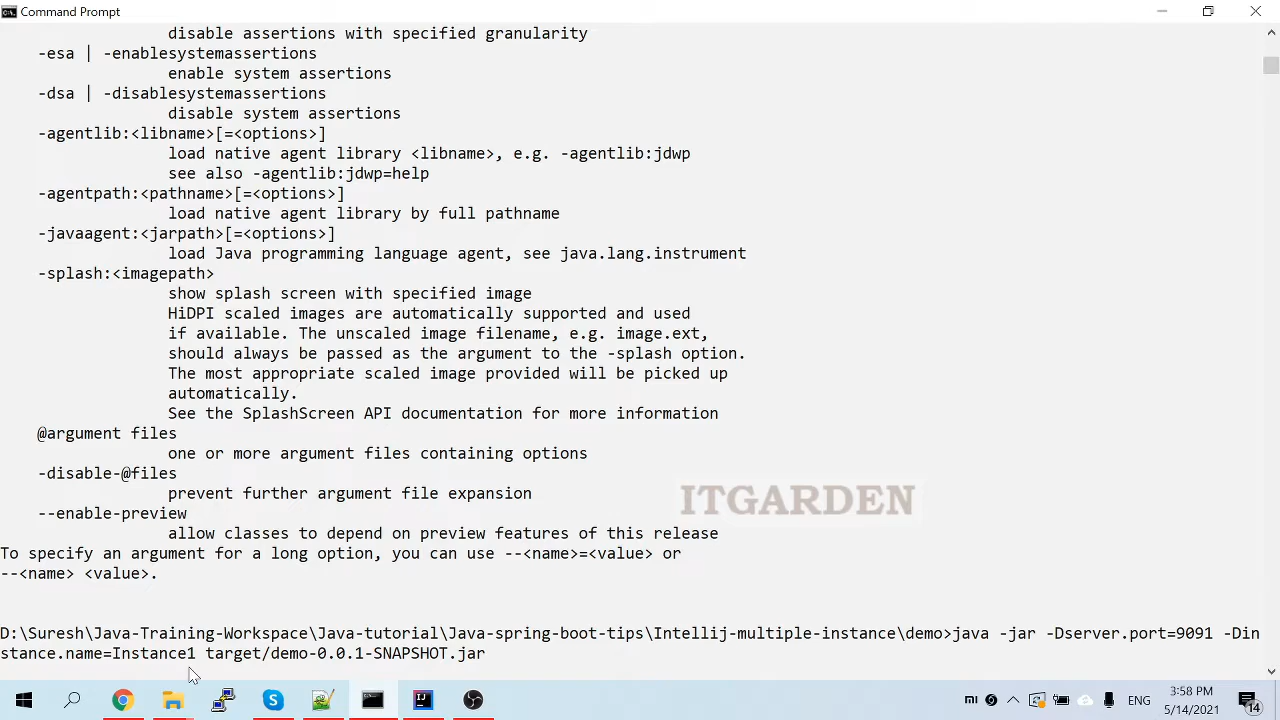 Command Prompt
disable assertions with specified granularity
-esa | -enablesystemassertions
enable system assertions
-dsa | -disablesystemassertions
disable system assertions
-agentlib:<libname>[=<options>]
load native agent library <libname>, e.g. -agentlib:jdwp
see also -agentlib:jdwp=help
-agentpath:<pathname>[=<options>]
load native agent library by full pathname
-javaagent:<jarpath>[=<options>]
load Java programming language agent, see java.lang.instrument
-splash:<imagepath>
show splash screen with specified image
HiDPI scaled images are automatically supported and used
if available. The unscaled image filename, e.g. image.ext,
should always be passed as the argument to the -splash option.
The most appropriate scaled image provided will be picked up
automatically.
See the SplashScreen API documentation for more information
@argument files
one or more argument files containing options
-disable-@files
prevent further argument file expansion
ITGARDEN
--enable-preview
allow classes to depend on preview features of this release
To specify an argument for a long option, you can use --<name>=<value> or
--<name> <value>.
D:\Suresh\Java-Training-Workspace\Java-tutorial\Java-spring-boot-tips\Intellij-multiple-instance\demo>java -jar -Dserver.port=9091 -Din
stance.name=Instance1 target/demo-0.0.1-SNAPSHOT.jar
mi
ENG
3:58 PM
5/14/2021
14